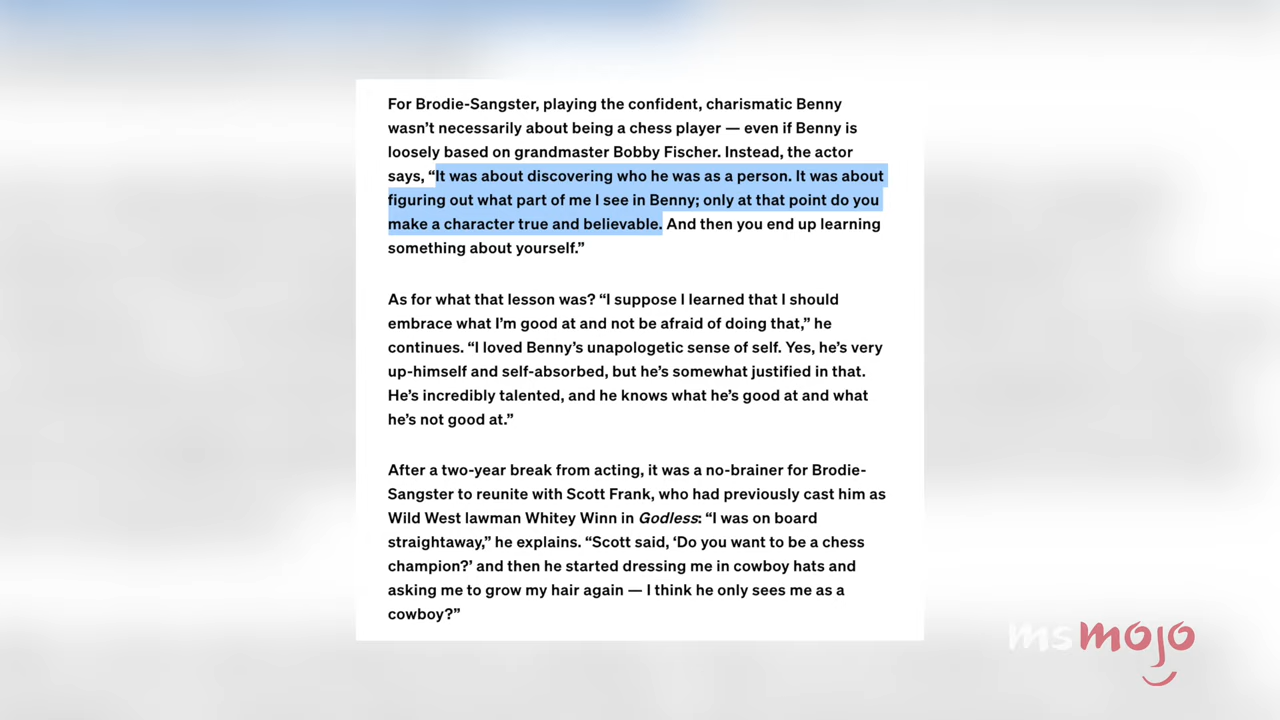 For Brodie-Sangster, playing the confident, charismatic Benny
wasn’t necessarily about being a chess player — even if Benny is
loosely based on grandmaster Bobby Fischer. Instead, the actor
says, “It was about discovering who he was as a person. It was about
figuring out what part of me I see in Benny; only at that point do you
make a character true and believable. And then you end up learning
something about yourself.”
As for what that lesson was? “I suppose I learned that I should
embrace what I’m good at and not be afraid of doing that,” he
continues. “I loved Benny’s unapologetic sense of self. Yes, he’s very
up-himself and self-absorbed, but he’s somewhat justified in that.
He’s incredibly talented, and he knows what he’s good at and what
he’s not good at.”
After a two-year break from acting, it was a no-brainer for Brodie-
Sangster to reunite with Scott Frank, who had previously cast him as
Wild West lawman Whitey Winn in Godless: “I was on board
straightaway,” he explains. “Scott said, ‘Do you want to be a chess
champion?’ and then he started dressing me in cowboy hats and
asking me to grow my hair again — I think he only sees me as a
cowboy?”
msmojo